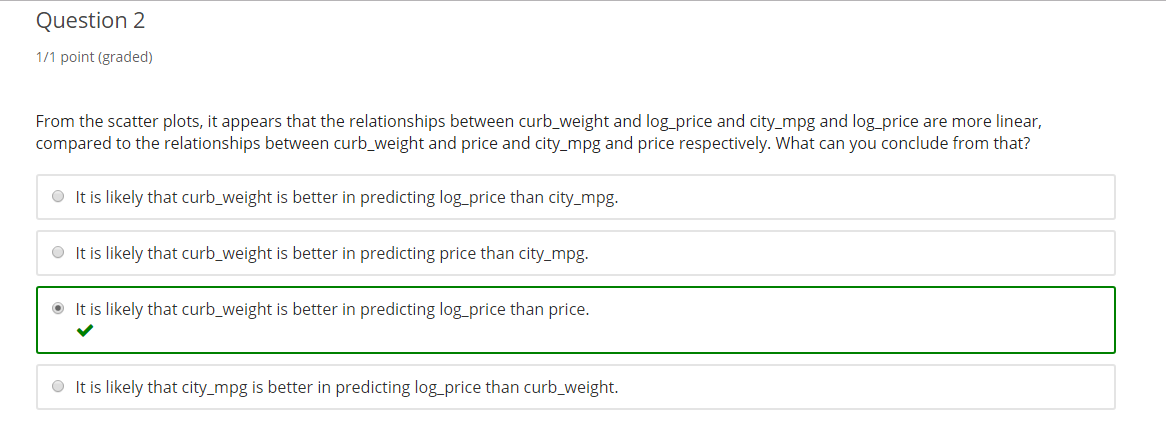 Question 2
1/1 point (graded)
From the scatter plots, it appears that the relationships between curb_weight and log_price and city_mpg and log_price are more linear,
compared to the relationships between curb_weight and price and city_mpg and price respectively. What can you conclude from that?
It is likely that curb_weight is better in predicting log_price than city_mpg.
It is likely that curb_weight is better in predicting price than city_mpg.
It is likely that curb_weight is better in predicting log_price than price.
It is likely that city_mpg is better in predicting log_price than curb_weight.